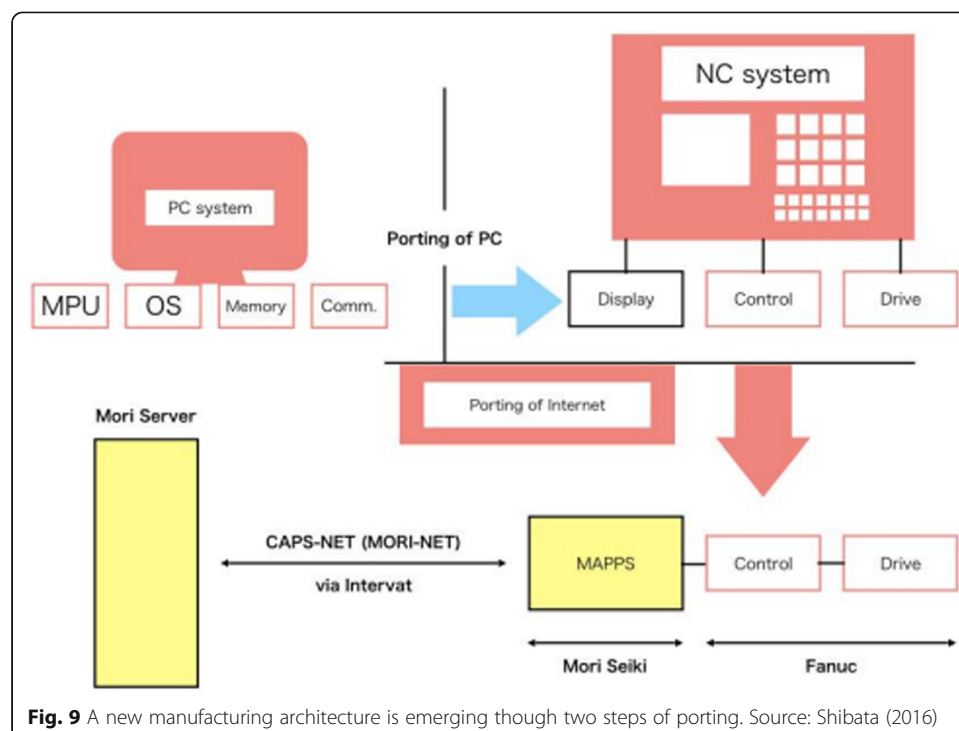 NC system
PC system
Porting of PC
MPU
OS
Memory
Comm.
Display
Control
Drive
Porting of Internet
Mori Server
CAPS-NET (MORI-NET)
via Intervat
MAPPS
Control
Drive
Mori Seiki
Fanuc
Fig. 9 A new manufacturing architecture is emerging though two steps of porting. Source: Shibata (2016)